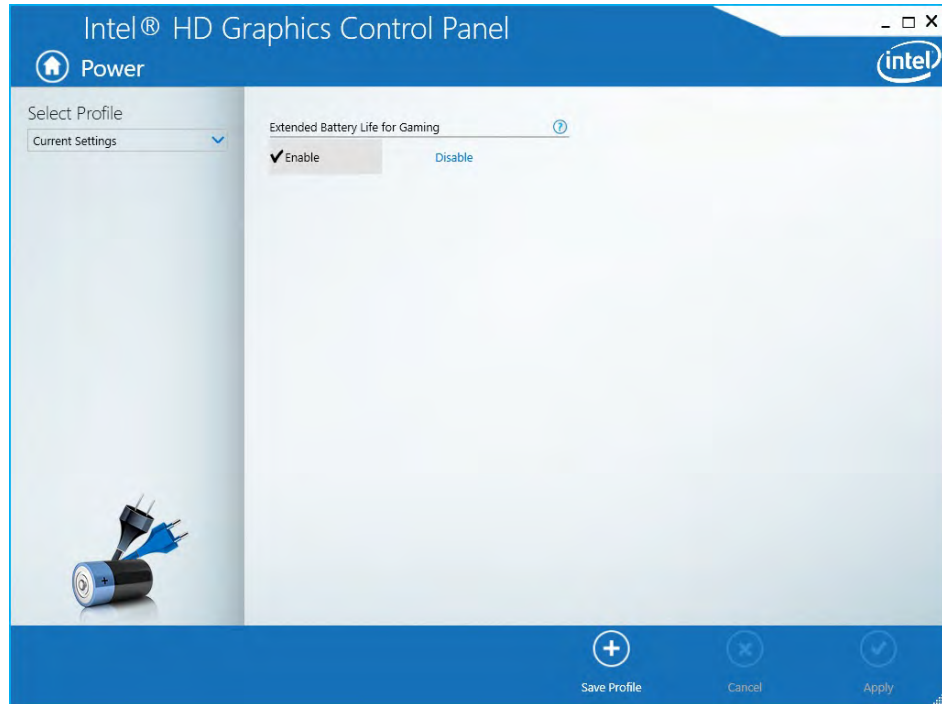 Intel® HD Graphics Control Panel
Power
intel
Select Profile
Current Settings
Extended Battery Life for Gaming ?
✔Enable Disable
Save Profile Cancel Apply